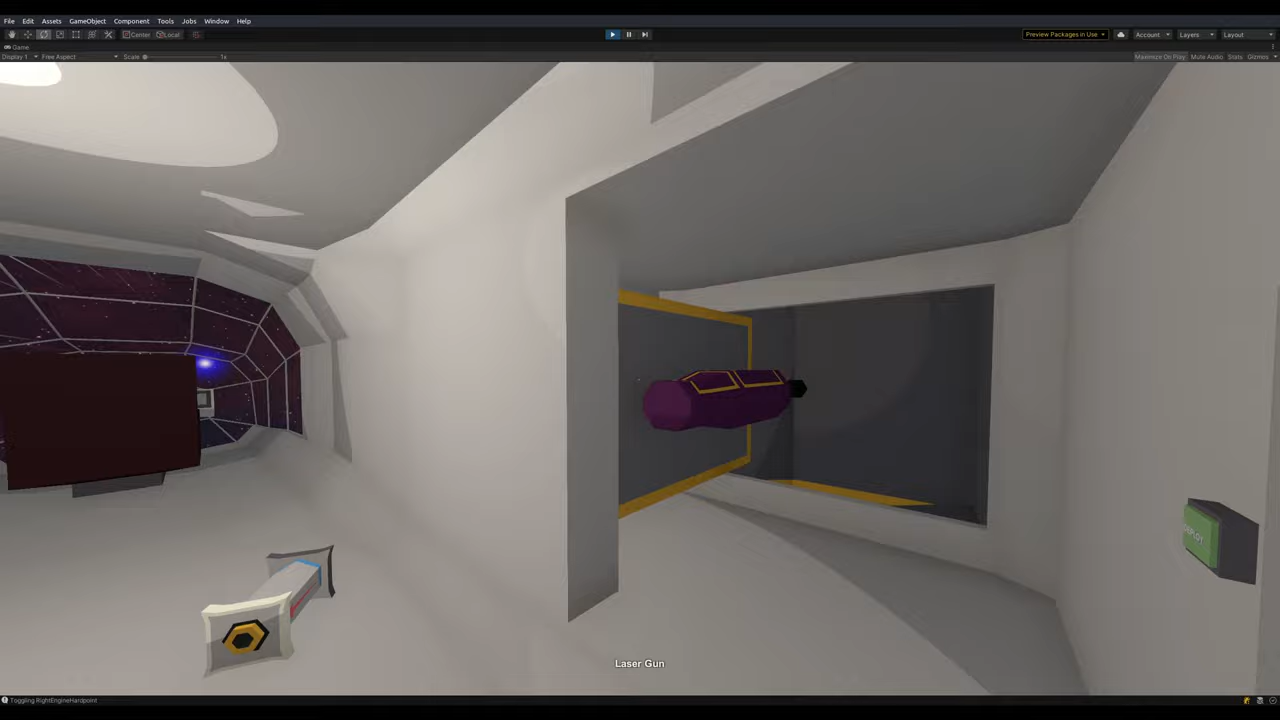 File Edit Assets GameObject Component Tools Jobs Window Help
Center Local
Preview Packages in Use Account Layers Layout
Game
Display 1 Free Aspect Scale 1x
Maximize On Play Mute Audio Stats Gizmos
Laser Gun
Toggling RightEngineHardpoint